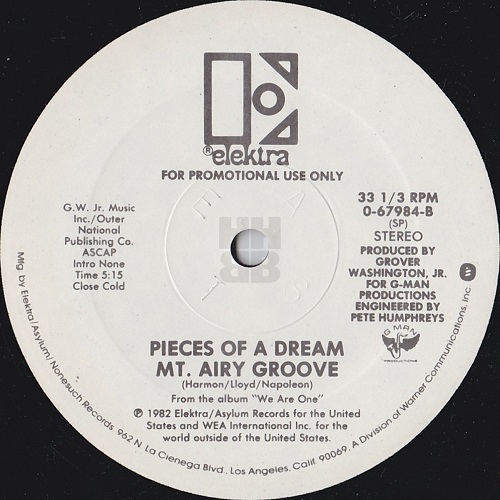 ® elektra
FOR PROMOTIONAL USE ONLY
G.W. Jr. Music
Inc./Outer
National
Publishing Co.
ASCAP
Intro None
Time 5:15
Close Cold
33 1/3 RPM
0-67984-B
(SP)
STEREO
PRODUCED BY
GROVER
WASHINGTON, JR.
FOR G-MAN
PRODUCTIONS
ENGINEERED BY
PETE HUMPHREYS
G-MAN
PRODUCTIONS
E A
S T
PIECES OF A DREAM
MT. AIRY GROOVE
(Harmon/Lloyd/Napoleon)
From the album "We Are One"
℗ 1982 Elektra/Asylum Records for the United
States and WEA International Inc. for the
world outside of the United States.
Mfg by Elektra/Asylum/Nonesuch Records. 962 N. La Cienega Blvd., Los Angeles, Calif. 90069. A Division of Warner Communications, Inc